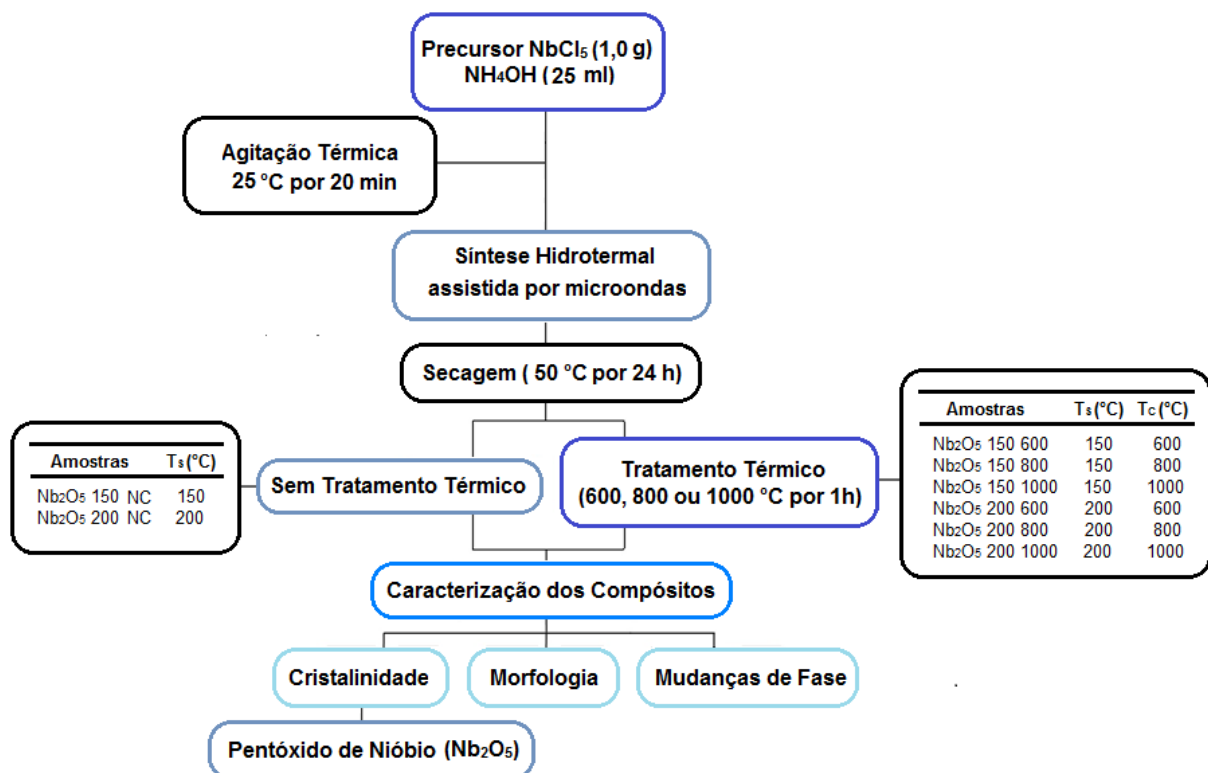 Precursor NbCl₅ (1,0 g)
NH₄OH ( 25 ml)
Agitação Térmica
25 °C por 20 min
Síntese Hidrotermal
assistida por microondas
Secagem ( 50 °C por 24 h)
Amostras Ts (°C)
Nb₂O₅ 150 NC 150
Nb₂O₅ 200 NC 200
Sem Tratamento Térmico
Tratamento Térmico
(600, 800 ou 1000 °C por 1h)
Amostras Ts (°C) Tc (°C)
Nb₂O₅ 150 600 150 600
Nb₂O₅ 150 800 150 800
Nb₂O₅ 150 1000 150 1000
Nb₂O₅ 200 600 200 600
Nb₂O₅ 200 800 200 800
Nb₂O₅ 200 1000 200 1000
Caracterização dos Compósitos
Cristalinidade
Morfologia
Mudanças de Fase
Pentóxido de Nióbio (Nb₂O₅)